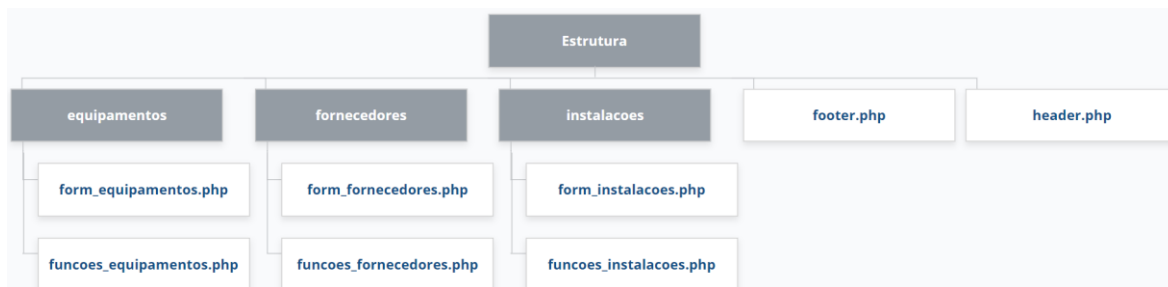 Estrutura
equipamentos
fornecedores
instalacoes
footer.php
header.php
form_equipamentos.php
form_fornecedores.php
form_instalacoes.php
funcoes_equipamentos.php
funcoes_fornecedores.php
funcoes_instalacoes.php